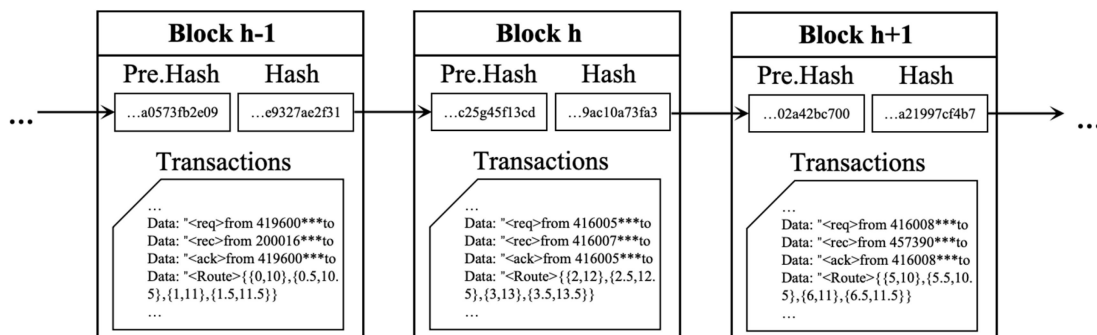 Block h-1
Pre.Hash Hash
…a0573fb2e09 …e9327ae2f31
Transactions
…
Data: "<req>from 419600***to
Data: "<rec>from 200016***to
Data: "<ack>from 419600***to
Data: "<Route>{{0,10},{0.5,10.
5},{1,11},{1.5,11.5}}
…
Block h
Pre.Hash Hash
…c25g45f13cd …9ac10a73fa3
Transactions
…
Data: "<req>from 416005***to
Data: "<rec>from 416007***to
Data: "<ack>from 416005***to
Data: "<Route>{{2,12},{2.5,12.
5},{3,13},{3.5,13.5}}
…
Block h+1
Pre.Hash Hash
…02a42bc700 …a21997cf4b7
Transactions
…
Data: "<req>from 416008***to
Data: "<rec>from 457390***to
Data: "<ack>from 416008***to
Data: "<Route>{{5,10},{5.5,10.
5},{6,11},{6.5,11.5}}
…
…
…